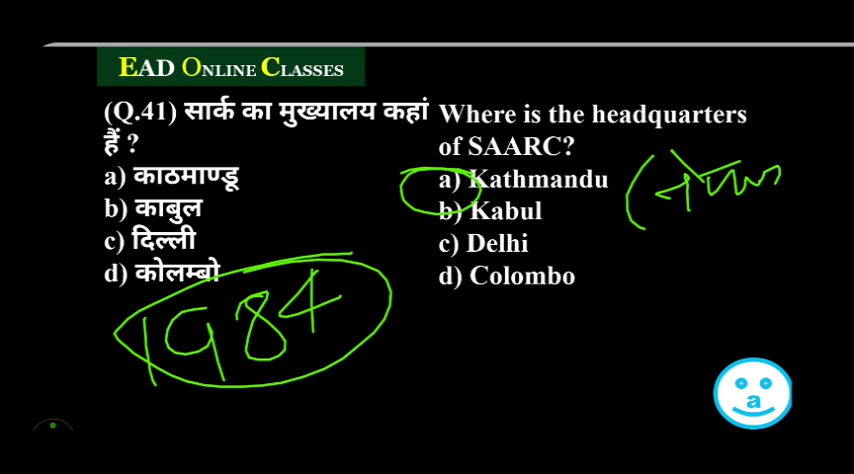 EAD ONLINE CLASSES
(Q.41) सार्क का मुख्यालय कहां
हैं ?
a) काठमाण्डू
b) काबुल
c) दिल्ली
d) कोलम्बो
Where is the headquarters
of SAARC?
a) Kathmandu
b) Kabul
c) Delhi
d) Colombo
1984
a